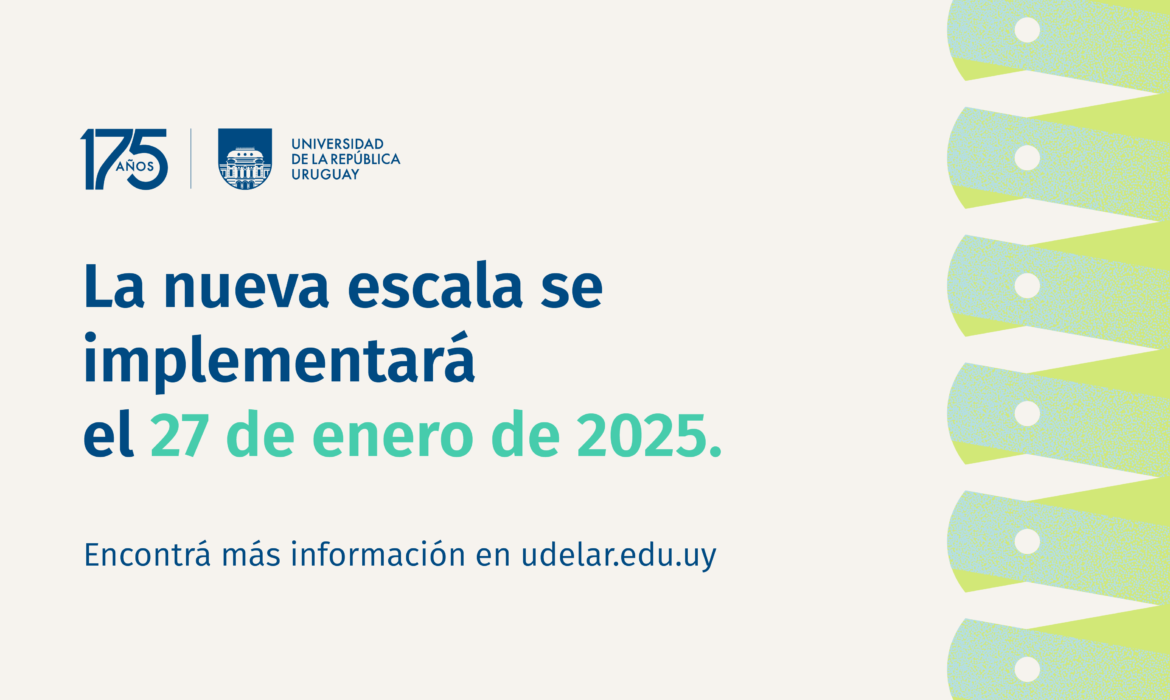 175
AÑOS
UNIVERSIDAD
DE LA REPÚBLICA
URUGUAY
La nueva escala se
implementará
el 27 de enero de 2025.
Encontrá más información en udelar.edu.uy